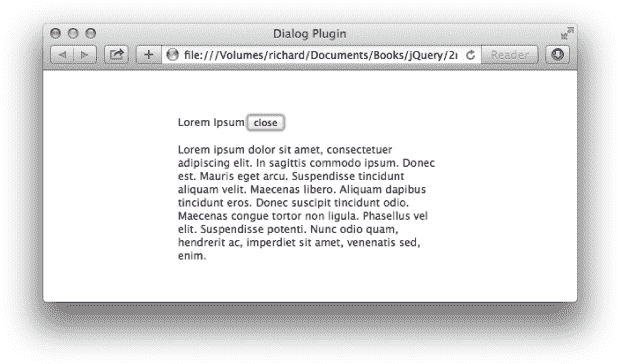 Dialog Plugin
file:///Volumes/richard/Documents/Books/jQuery/2 Reader
Lorem Ipsum close
Lorem ipsum dolor sit amet, consectetuer
adipiscing elit. In sagittis commodo ipsum. Donec
est. Mauris eget arcu. Suspendisse tincidunt
aliquam velit. Maecenas libero. Aliquam dapibus
tincidunt eros. Donec suscipit tincidunt odio.
Maecenas congue tortor non ligula. Phasellus vel
elit. Suspendisse potenti. Nunc odio quam,
hendrerit ac, imperdiet sit amet, venenatis sed,
enim.